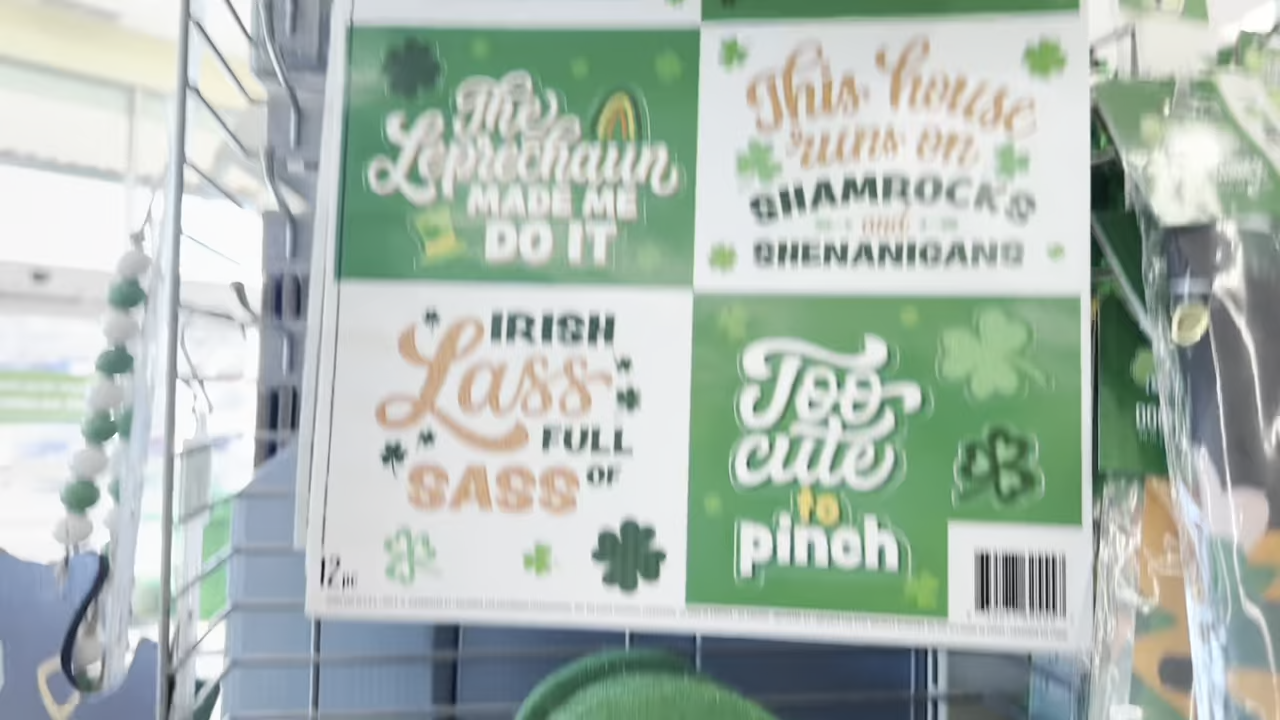 The
Leprechaun
MADE ME
DO IT
This house
runs on
SHAMROCKS
and
SHENANIGANS
IRISH
Lass
FULL
OF
SASS
Too
cute
to
pinch
12 PC